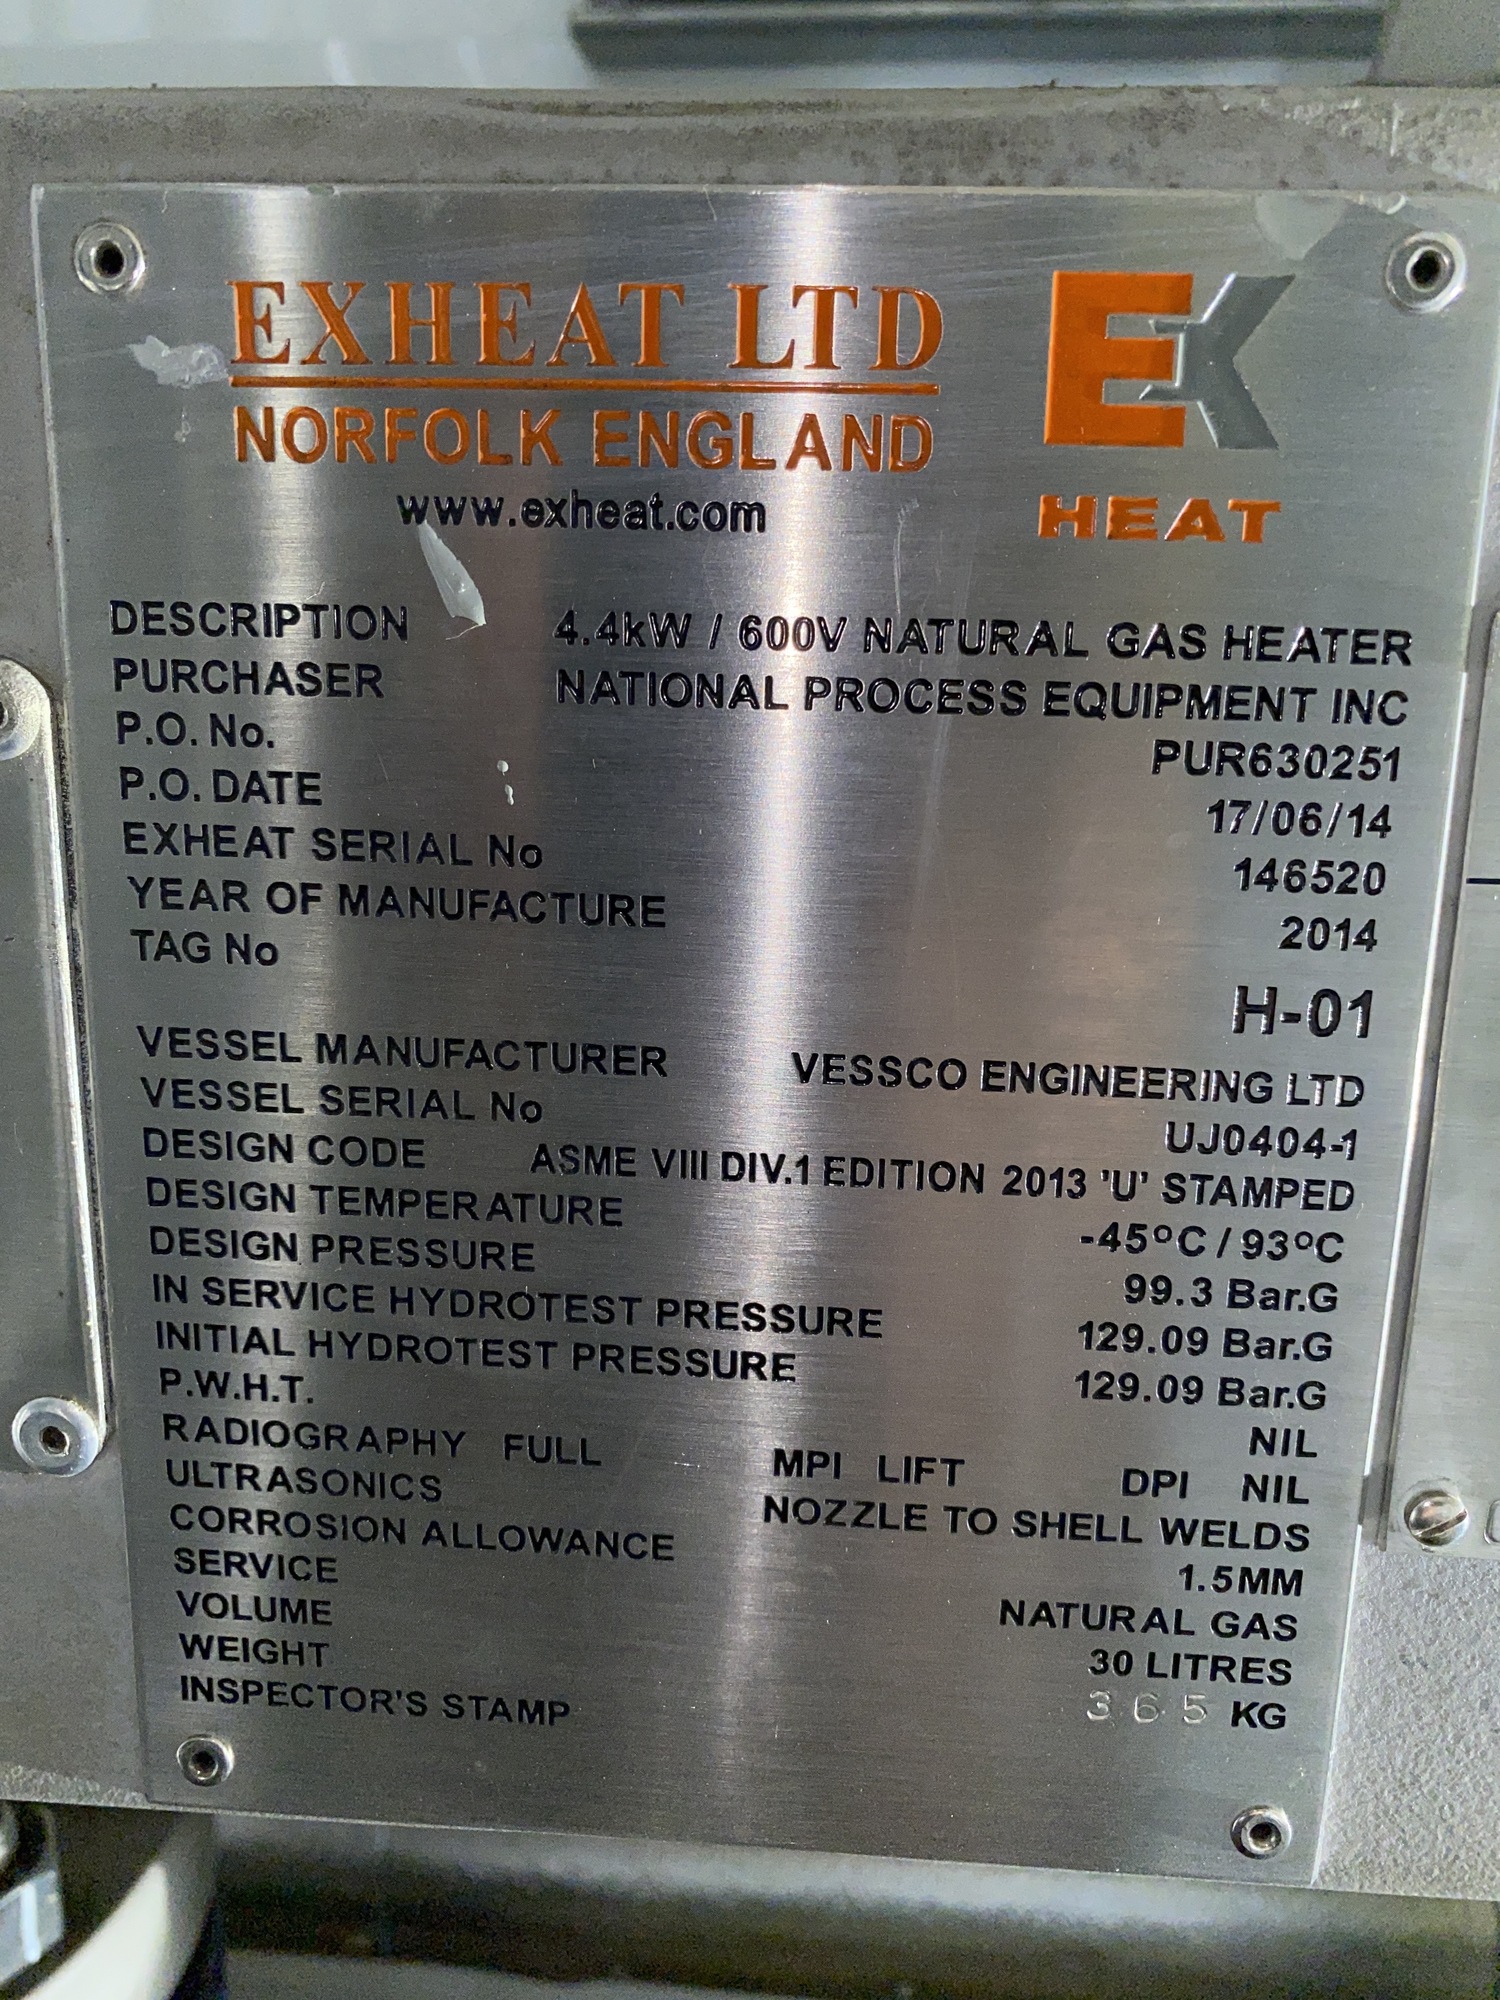 EXHEAT LTD
NORFOLK ENGLAND
www.exheat.com
EX
HEAT
DESCRIPTION 4.4kW / 600V NATURAL GAS HEATER
PURCHASER NATIONAL PROCESS EQUIPMENT INC
P.O. No. PUR630251
P.O. DATE 17/06/14
EXHEAT SERIAL No 146520
YEAR OF MANUFACTURE 2014
TAG No H-01
VESSEL MANUFACTURER VESSCO ENGINEERING LTD
VESSEL SERIAL No UJ0404-1
DESIGN CODE ASME VIII DIV.1 EDITION 2013 'U' STAMPED
DESIGN TEMPERATURE -45°C / 93°C
DESIGN PRESSURE 99.3 Bar.G
IN SERVICE HYDROTEST PRESSURE 129.09 Bar.G
INITIAL HYDROTEST PRESSURE 129.09 Bar.G
P.W.H.T. NIL
RADIOGRAPHY FULL MPI LIFT DPI NIL
ULTRASONICS NOZZLE TO SHELL WELDS
CORROSION ALLOWANCE 1.5MM
SERVICE NATURAL GAS
VOLUME 30 LITRES
WEIGHT 365 KG
INSPECTOR'S STAMP